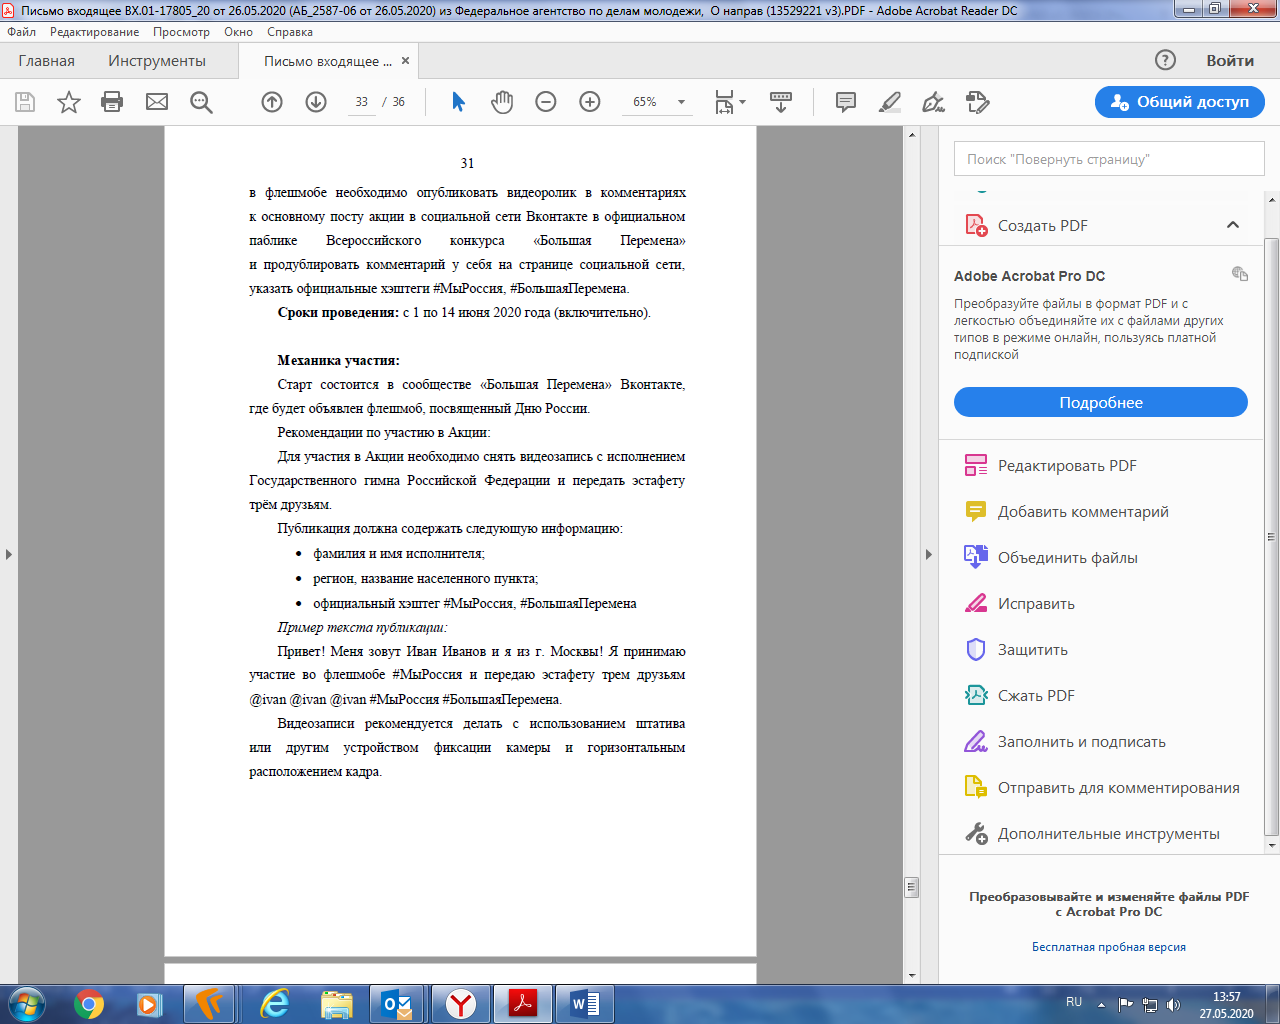 Письмо входящее ВХ.01-17805_20 от 26.05.2020 (АБ_2587-06 от 26.05.2020) из Федеральное агентство по делам молодежи,  О направ (13529221 v3).PDF - Adobe Acrobat Reader DC
Файл Редактирование Просмотр Окно Справка
Главная Инструменты Письмо входящее ... × Войти
33 / 36 65% Общий доступ
31
в флешмобе необходимо опубликовать видеоролик в комментариях
к основному посту акции в социальной сети Вконтакте в официальном
паблике Всероссийского конкурса «Большая Перемена»
и продублировать комментарий у себя на странице социальной сети,
указать официальные хэштеги #МыРоссия, #БольшаяПеремена.
Сроки проведения: с 1 по 14 июня 2020 года (включительно).
Механика участия:
Старт состоится в сообществе «Большая Перемена» Вконтакте,
где будет объявлен флешмоб, посвященный Дню России.
Рекомендации по участию в Акции:
Для участия в Акции необходимо снять видеозапись с исполнением
Государственного гимна Российской Федерации и передать эстафету
трём друзьям.
Публикация должна содержать следующую информацию:
• фамилия и имя исполнителя;
• регион, название населенного пункта;
• официальный хэштег #МыРоссия, #БольшаяПеремена
Пример текста публикации:
Привет! Меня зовут Иван Иванов и я из г. Москвы! Я принимаю
участие во флешмобе #МыРоссия и передаю эстафету трем друзьям
@ivan @ivan @ivan #МыРоссия #БольшаяПеремена.
Видеозаписи рекомендуется делать с использованием штатива
или другим устройством фиксации камеры и горизонтальным
расположением кадра.
Поиск "Повернуть страницу"
Создать PDF
Adobe Acrobat Pro DC
Преобразуйте файлы в формат PDF и с
легкостью объединяйте их с файлами других
типов в режиме онлайн, пользуясь платной
подпиской
Подробнее
Редактировать PDF
Добавить комментарий
Объединить файлы
Исправить
Защитить
Сжать PDF
Заполнить и подписать
Отправить для комментирования
Дополнительные инструменты
Преобразовывайте и изменяйте файлы PDF
с Acrobat Pro DC
Бесплатная пробная версия
RU 13:57
27.05.2020